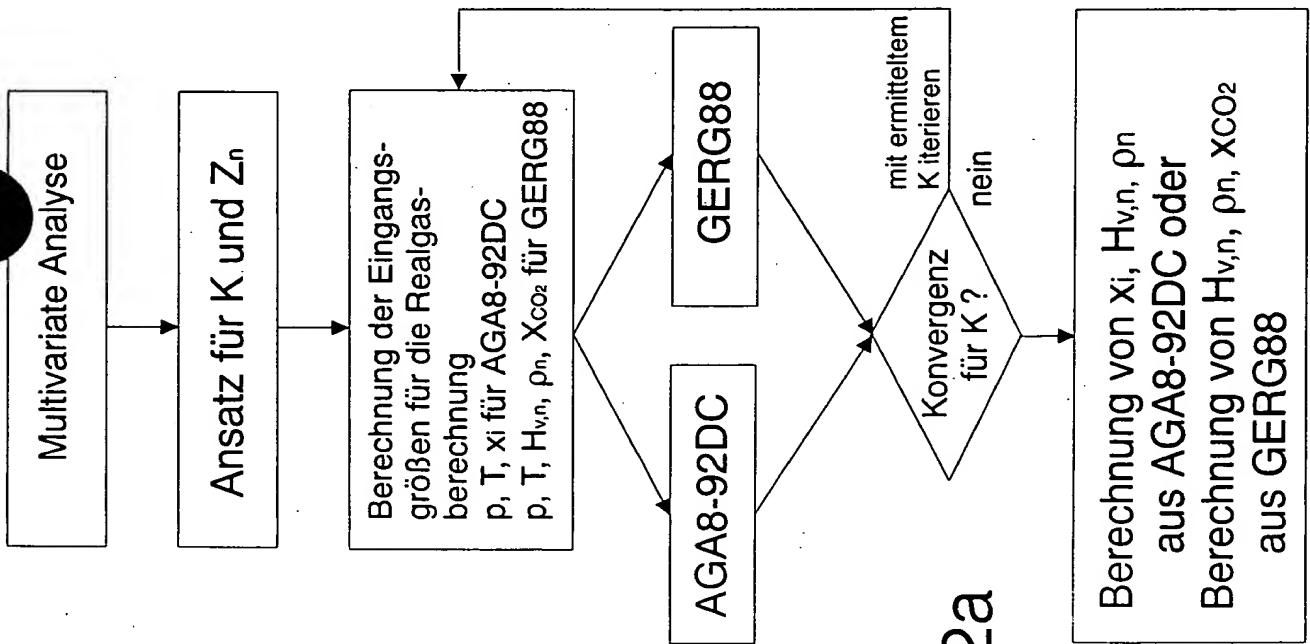 Multivariate Analyse
Ansatz für K und Zn
Berechnung der Eingangs-
größen für die Realgas-
berechnung
p, T, xi für AGA8-92DC
p, T, Hv,n, ρn, XCO2 für GERG88
AGA8-92DC
GERG88
Konvergenz
für K ?
mit ermitteltem
K iterieren
nein
Berechnung von xi, Hv,n, ρn
aus AGA8-92DC oder
Berechnung von Hv,n, ρn, xCO2
aus GERG88
2a